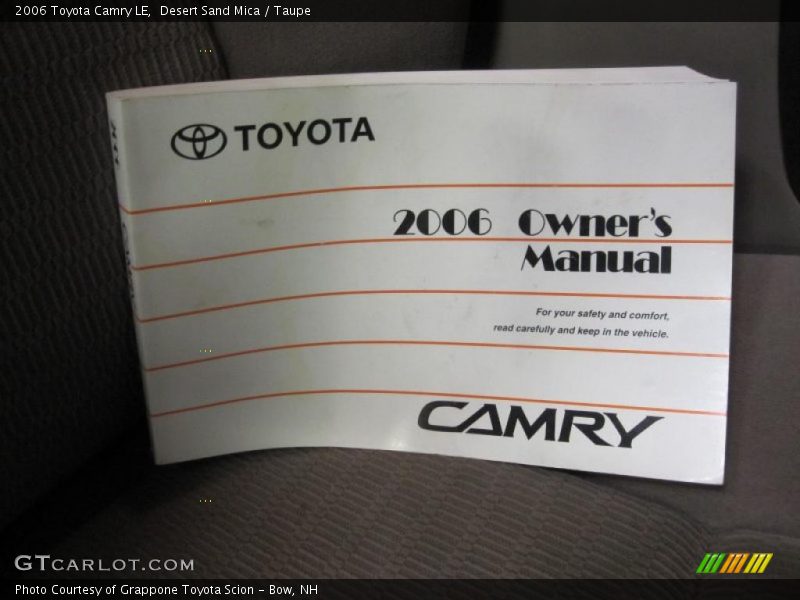 2006 Toyota Camry LE, Desert Sand Mica / Taupe
TOYOTA
2006 Owner's
Manual
For your safety and comfort,
read carefully and keep in the vehicle.
CAMRY
GTCARLOT.COM
Photo Courtesy of Grappone Toyota Scion - Bow, NH